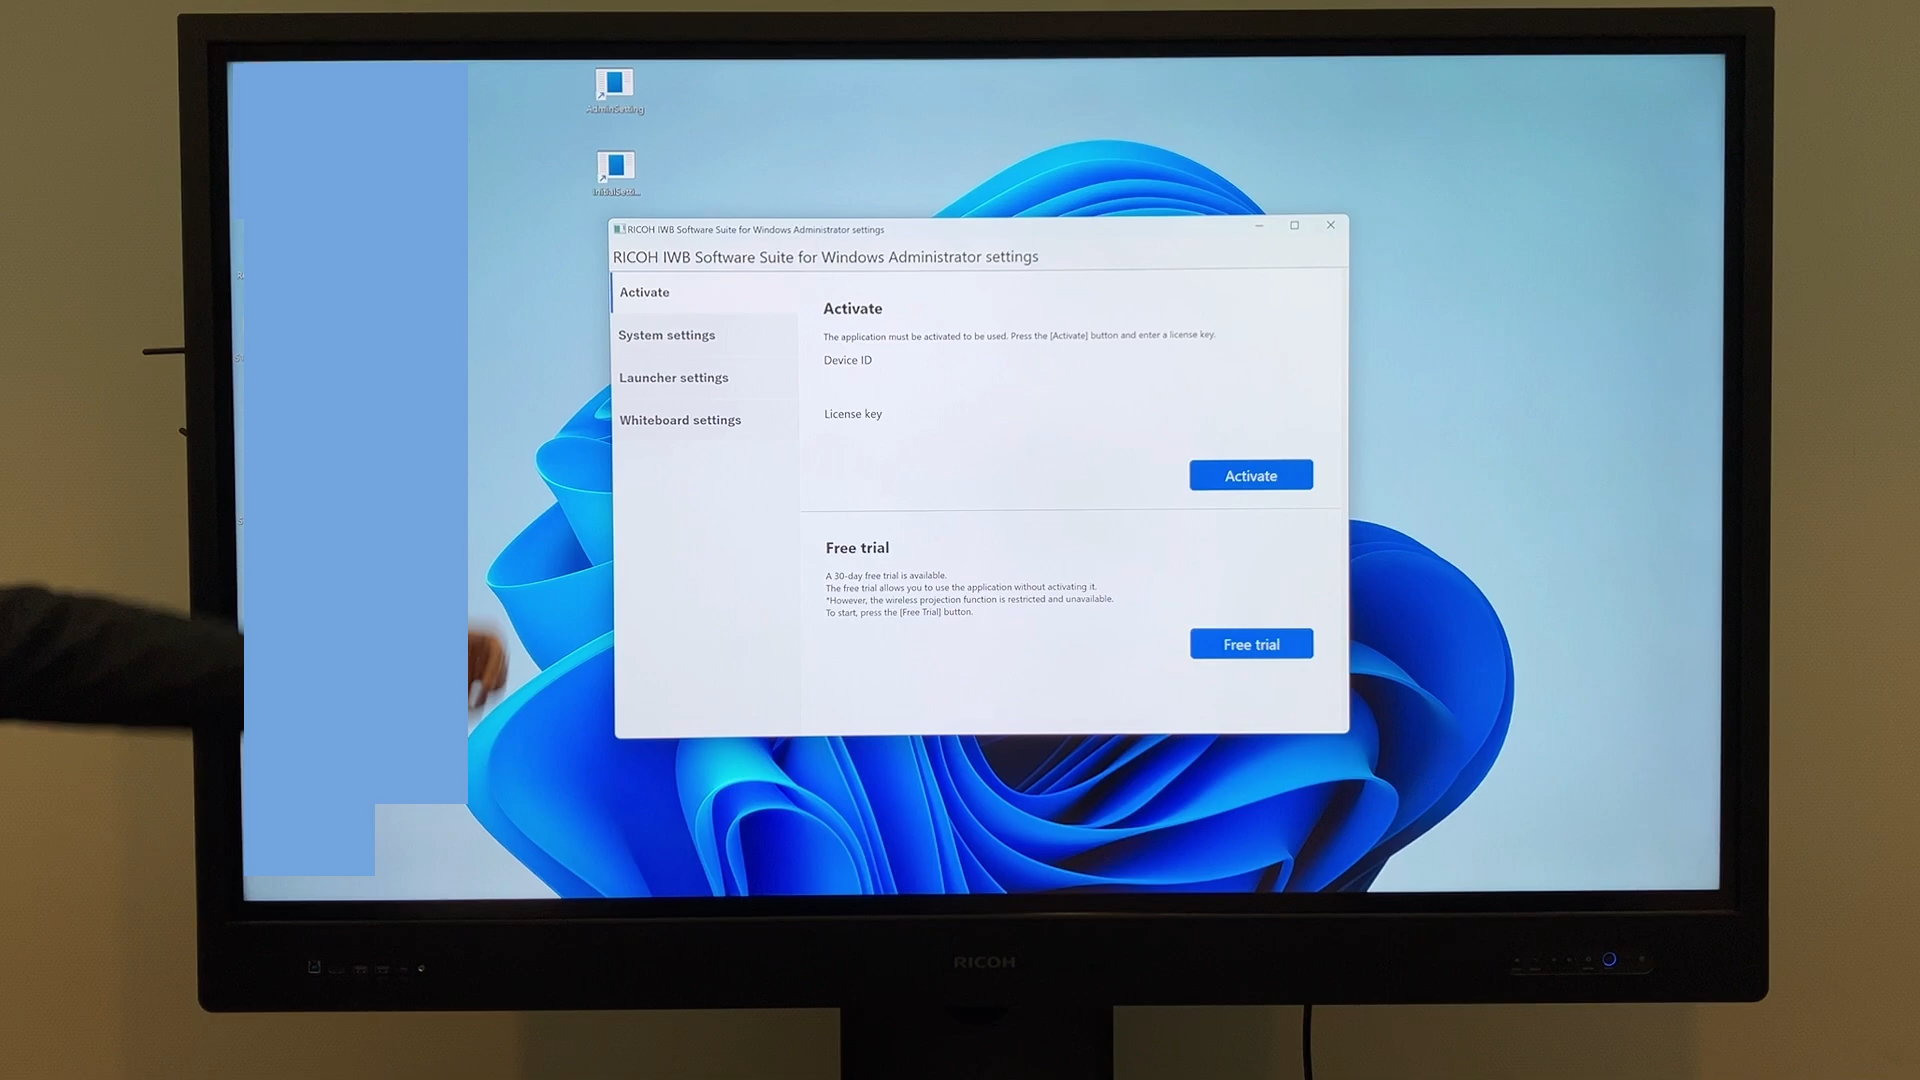 AdminSetting
InitialSetti...
RICOH IWB Software Suite for Windows Administrator settings
RICOH IWB Software Suite for Windows Administrator settings
Activate
System settings
Launcher settings
Whiteboard settings
Activate
The application must be activated to be used. Press the [Activate] button and enter a license key.
Device ID
License key
Activate
Free trial
A 30-day free trial is available.
The free trial allows you to use the application without activating it.
*However, the wireless projection function is restricted and unavailable.
To start, press the [Free Trial] button.
Free trial
RICOH